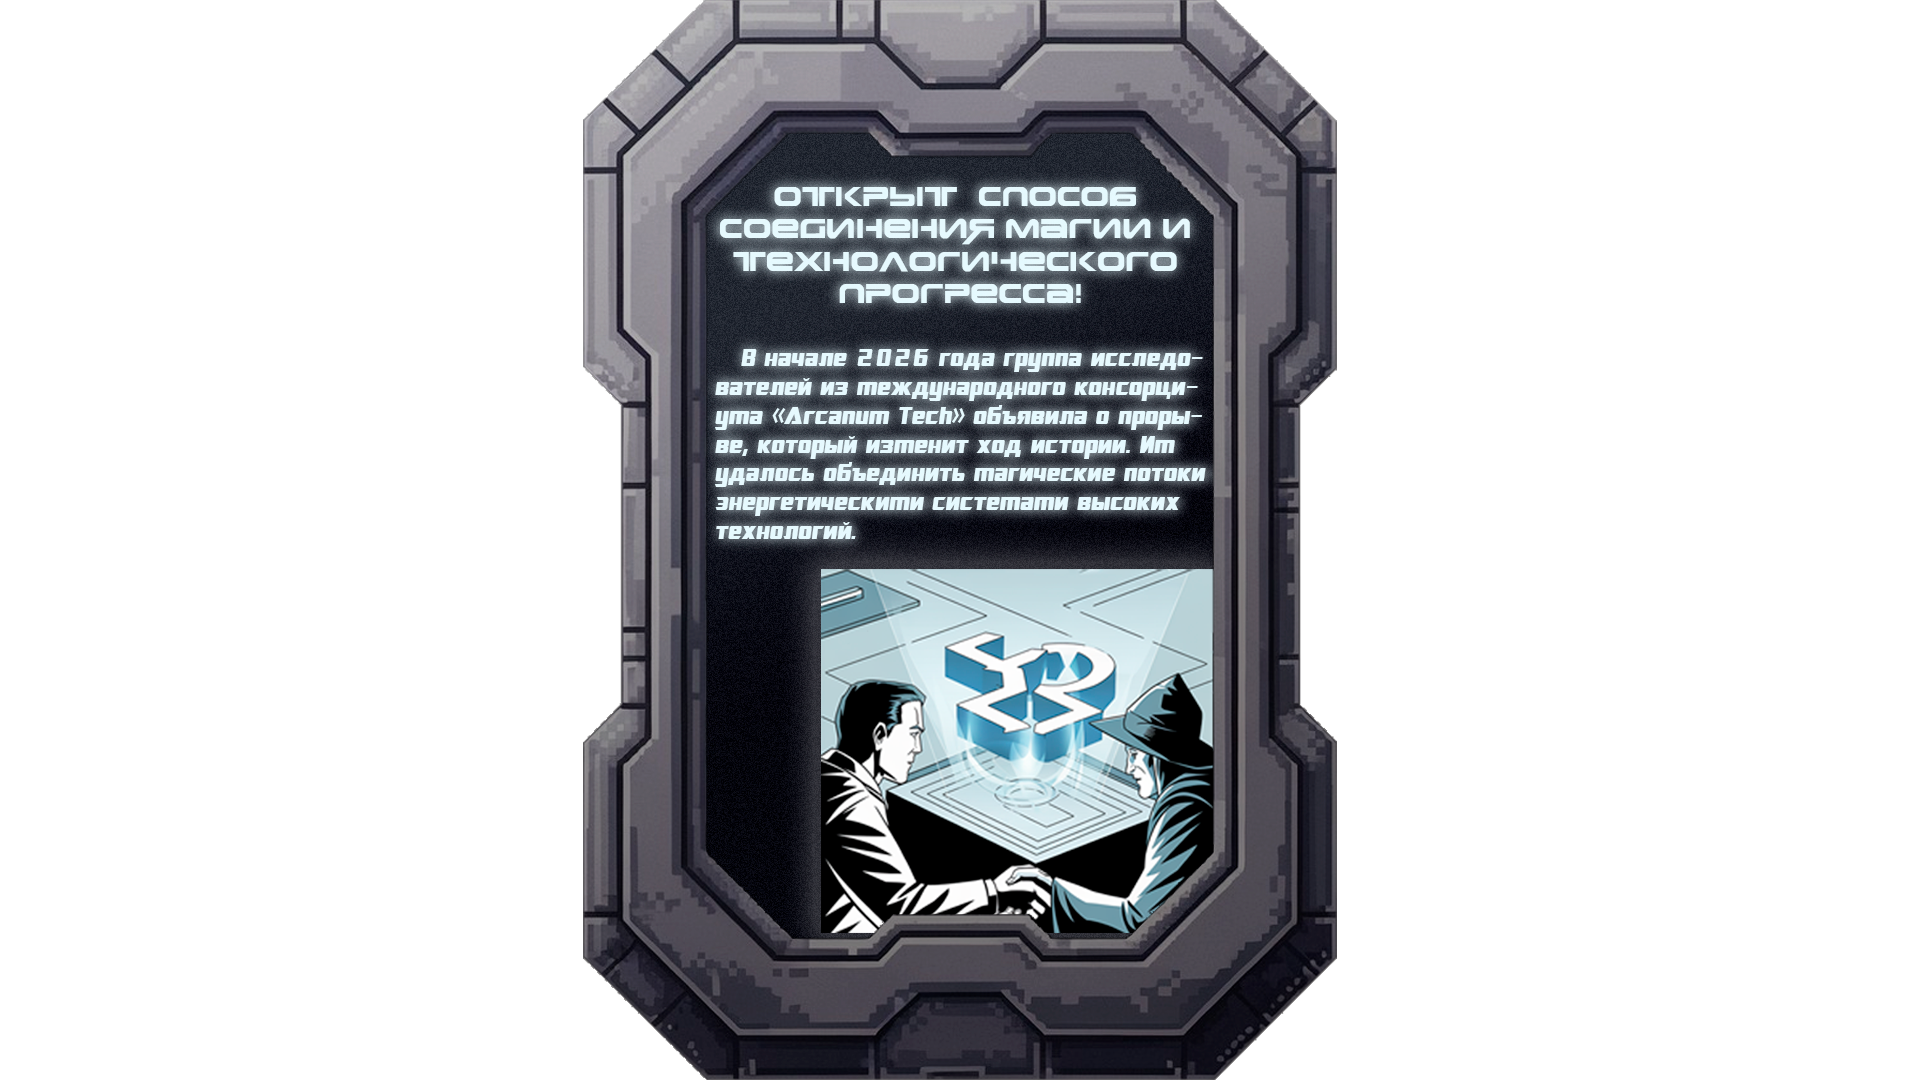 ОТКРЫТ СПОСОБ
СОЕДИНЕНИЯ МАГИИ И
ТЕХНОЛОГИЧЕСКОГО
ПРОГРЕССА!
В начале 2026 года группа исследо-
вателей из международного консорци-
ума «Arcanum Tech» объявила о проры-
ве, который изменит ход истории. Им
удалось объединить магические потоки
энергетическими системами высоких
технологий.